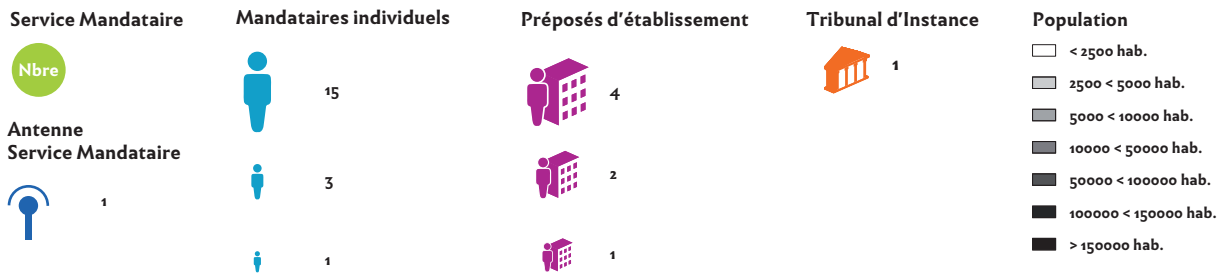 Service Mandataire
Nbre
Antenne
Service Mandataire
1
Mandataires individuels
15
3
1
Préposés d'établissement
4
2
1
Tribunal d'Instance
1
Population
< 2500 hab.
2500 < 5000 hab.
5000 < 10000 hab.
10000 < 50000 hab.
50000 < 100000 hab.
100000 < 150000 hab.
> 150000 hab.